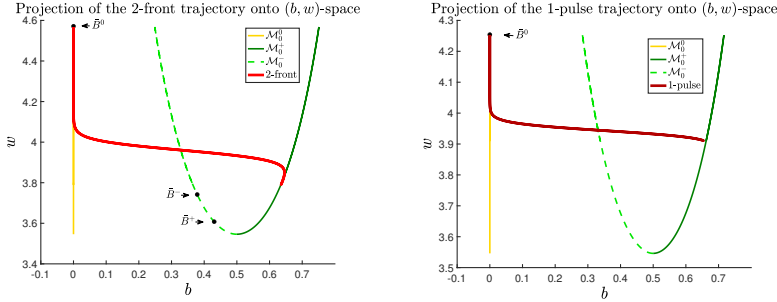 Projection of the 2-front trajectory onto (b, w)-space
4.6
4.4
4.2
4
3.8
3.6
3.4
w
B̄⁰
ℳ₀⁰
ℳ₀⁺
ℳ₀⁻
2-front
B̄⁻
B̄⁺
-0.1 0 0.1 0.2 0.3 0.4 0.5 0.6 0.7
b
Projection of the 1-pulse trajectory onto (b, w)-space
4.3
4.2
4.1
4
3.9
3.8
3.7
3.6
3.5
w
B̄⁰
ℳ₀⁰
ℳ₀⁺
ℳ₀⁻
1-pulse
-0.1 0 0.1 0.2 0.3 0.4 0.5 0.6 0.7
b